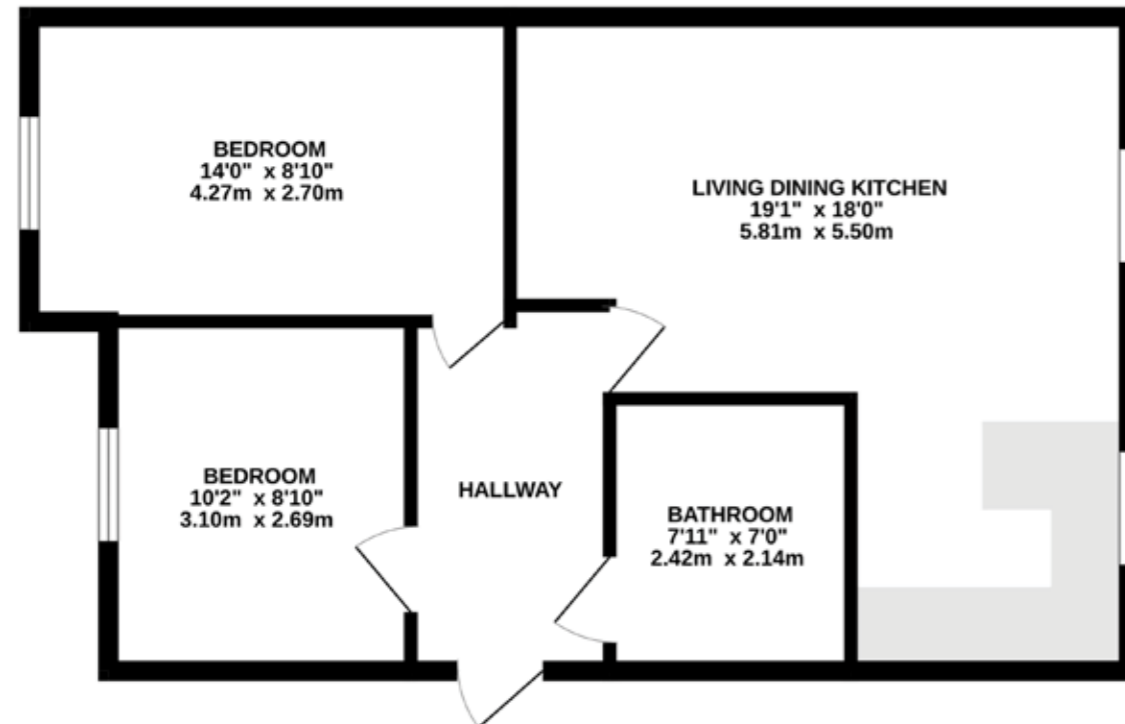 BEDROOM
14'0" x 8'10"
4.27m x 2.70m
LIVING DINING KITCHEN
19'1" x 18'0"
5.81m x 5.50m
BEDROOM
10'2" x 8'10"
3.10m x 2.69m
HALLWAY
BATHROOM
7'11" x 7'0"
2.42m x 2.14m